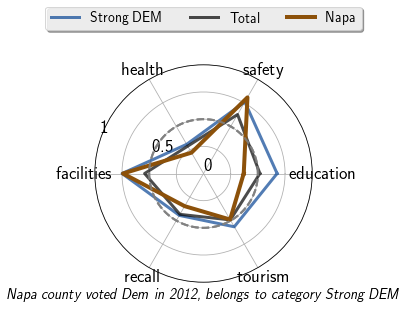 Strong DEM Total Napa
health safety
1
0.5
0
facilities education
recall tourism
Napa county voted Dem in 2012, belongs to category Strong DEM